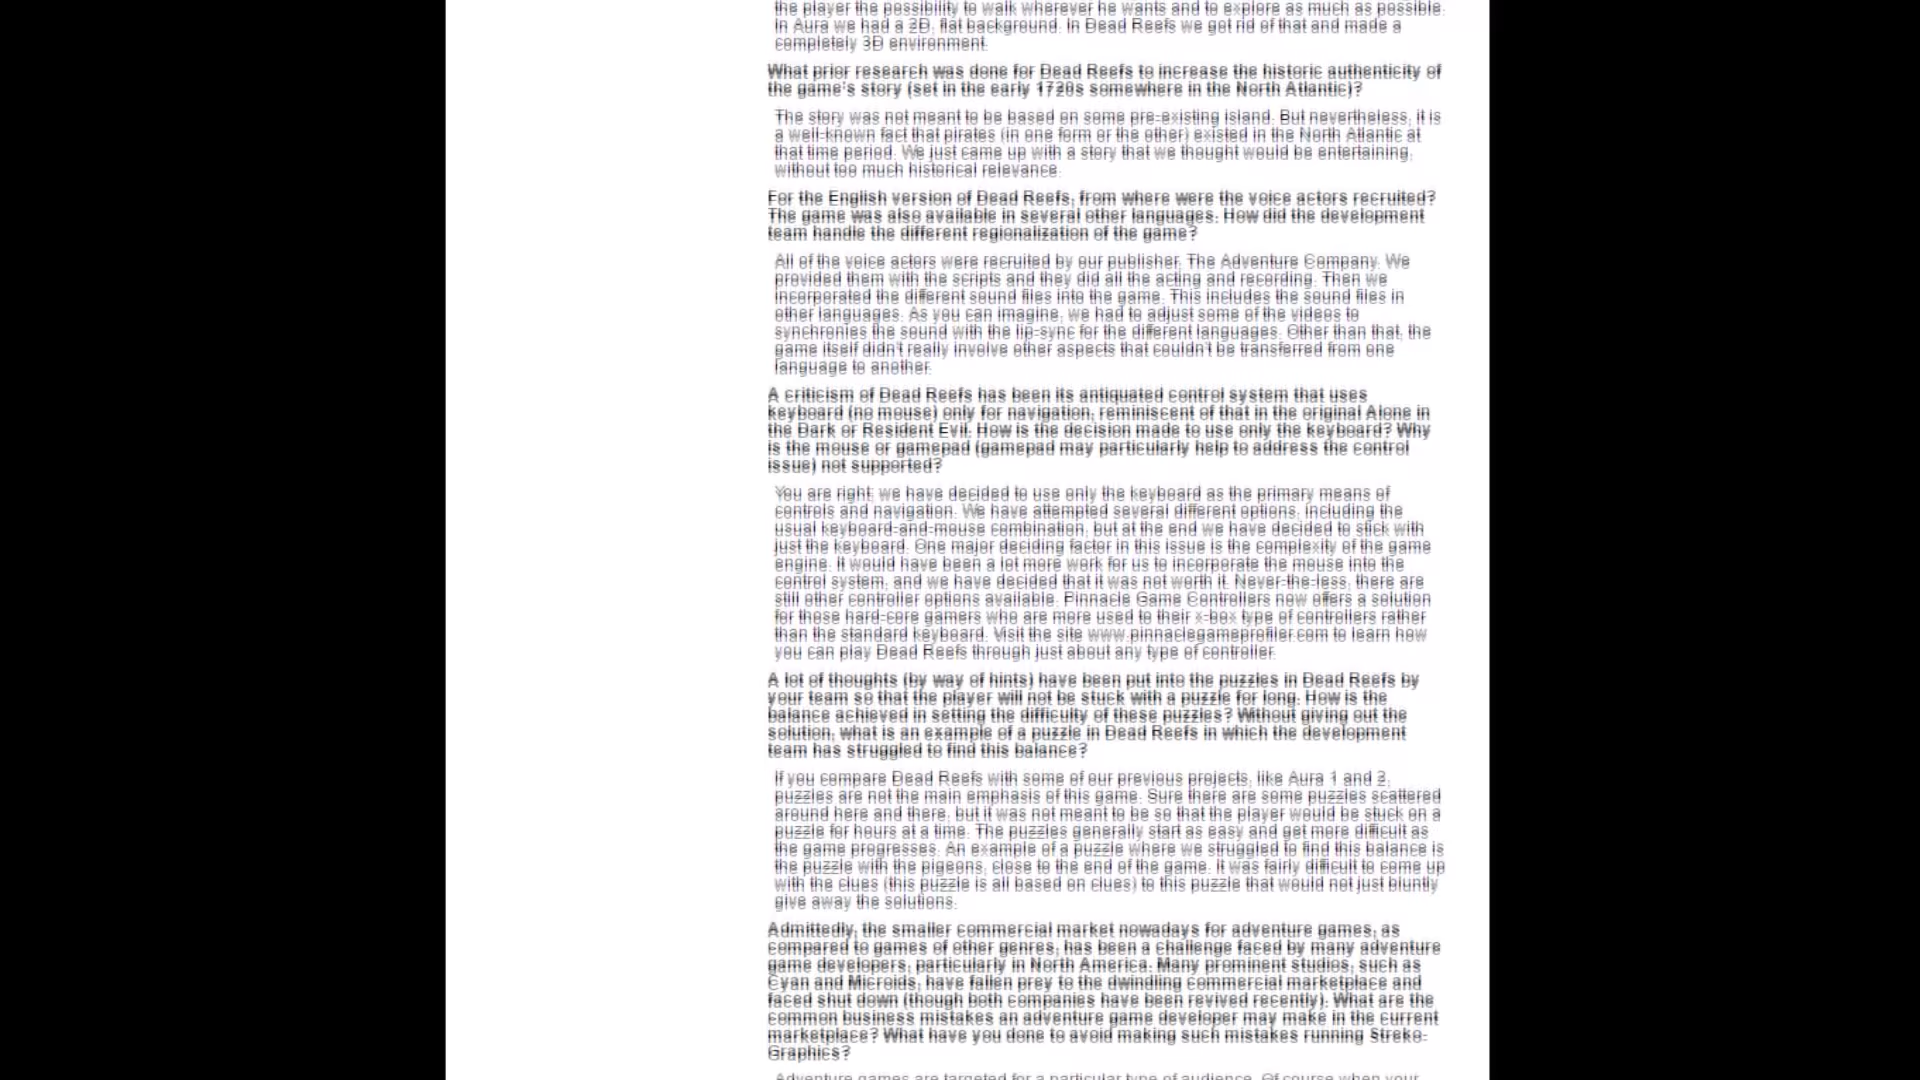 the player the possibility to walk wherever he wants and to explore as much as possible.
In Aura we had a 2D, flat background. In Dead Reefs we got rid of that and made a
completely 3D environment.
What prior research was done for Dead Reefs to increase the historic authenticity of
the game's story (set in the early 1720s somewhere in the North Atlantic)?
The story was not meant to be based on some pre-existing island. But nevertheless, it is
a well-known fact that pirates (in one form or the other) existed in the North Atlantic at
that time period. We just came up with a story that we thought would be entertaining,
without too much historical relevance.
For the English version of Dead Reefs, from where were the voice actors recruited?
The game was also available in several other languages. How did the development
team handle the different regionalization of the game?
All of the voice actors were recruited by our publisher, The Adventure Company. We
provided them with the scripts and they did all the acting and recording. Then we
incorporated the different sound files into the game. This includes the sound files in
other languages. As you can imagine, we had to adjust some of the videos to
synchronies the sound with the lip-sync for the different languages. Other than that, the
game itself didn't really involve other aspects that couldn't be transferred from one
language to another.
A criticism of Dead Reefs has been its antiquated control system that uses
keyboard (no mouse) only for navigation, reminiscent of that in the original Alone in
the Dark or Resident Evil. How is the decision made to use only the keyboard? Why
is the mouse or gamepad (gamepad may particularly help to address the control
issue) not supported?
You are right, we have decided to use only the keyboard as the primary means of
controls and navigation. We have attempted several different options, including the
usual keyboard-and-mouse combination, but at the end we have decided to stick with
just the keyboard. One major deciding factor in this issue is the complexity of the game
engine. It would have been a lot more work for us to incorporate the mouse into the
control system, and we have decided that it was not worth it. Never-the-less, there are
still other controller options available. Pinnacle Game Controllers now offers a solution
for those hard-core gamers who are more used to their x-box type of controllers rather
than the standard keyboard. Visit the site www.pinnaclegameprofiler.com to learn how
you can play Dead Reefs through just about any type of controller.
A lot of thoughts (by way of hints) have been put into the puzzles in Dead Reefs by
your team so that the player will not be stuck with a puzzle for long. How is the
balance achieved in setting the difficulty of these puzzles? Without giving out the
solution, what is an example of a puzzle in Dead Reefs in which the development
team has struggled to find this balance?
If you compare Dead Reefs with some of our previous projects, like Aura 1 and 2,
puzzles are not the main emphasis of this game. Sure there are some puzzles scattered
around here and there, but it was not meant to be so that the player would be stuck on a
puzzle for hours at a time. The puzzles generally start as easy and get more difficult as
the game progresses. An example of a puzzle where we struggled to find this balance is
the puzzle with the pigeons, close to the end of the game. It was fairly difficult to come up
with the clues (this puzzle is all based on clues) to this puzzle that would not just bluntly
give away the solutions.
Admittedly, the smaller commercial market nowadays for adventure games, as
compared to games of other genres, has been a challenge faced by many adventure
game developers, particularly in North America. Many prominent studios, such as
Cyan and Microids, have fallen prey to the dwindling commercial marketplace and
faced shut down (though both companies have been revived recently). What are the
common business mistakes an adventure game developer may make in the current
marketplace? What have you done to avoid making such mistakes running Streko-
Graphics?
Adventure games are targeted for a particular type of audience. Of course when your